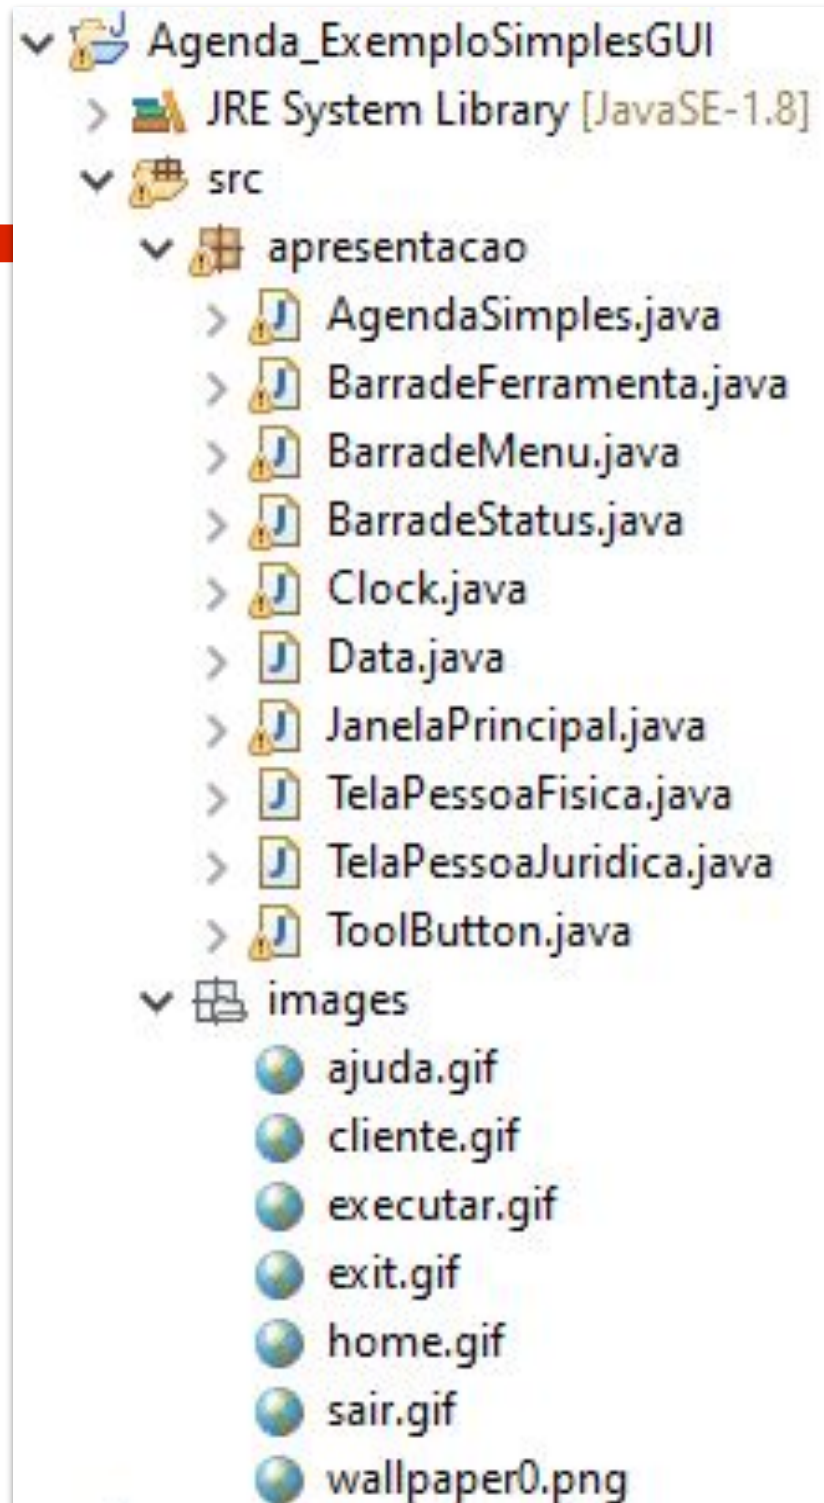 Agenda_ExemploSimplesGUI
JRE System Library [JavaSE-1.8]
src
apresentacao
AgendaSimples.java
BarradeFerramenta.java
BarradeMenu.java
BarradeStatus.java
Clock.java
Data.java
JanelaPrincipal.java
TelaPessoaFisica.java
TelaPessoaJuridica.java
ToolButton.java
images
ajuda.gif
cliente.gif
executar.gif
exit.gif
home.gif
sair.gif
wallpaper0.png